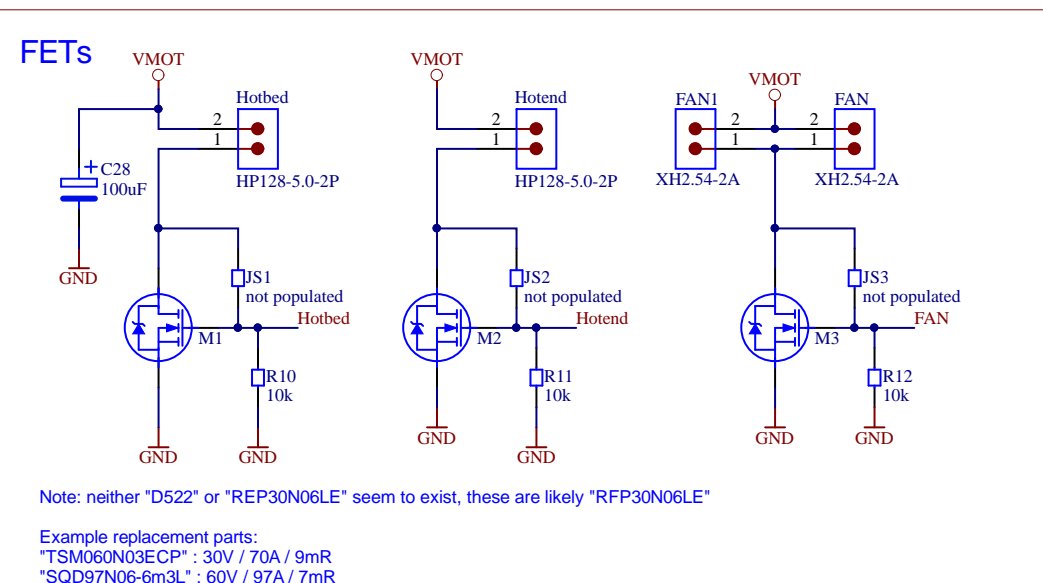 FETs
VMOT
Hotbed
2
1
HP128-5.0-2P
C28
100uF
GND
JS1
not populated
Hotbed
M1
R10
10k
GND
GND
VMOT
Hotend
2
1
HP128-5.0-2P
JS2
not populated
Hotend
M2
R11
10k
GND
GND
VMOT
FAN1
2
1
XH2.54-2A
FAN
2
1
XH2.54-2A
JS3
not populated
FAN
M3
R12
10k
GND
GND
Note: neither "D522" or "REP30N06LE" seem to exist, these are likely "RFP30N06LE"
Example replacement parts:
"TSM060N03ECP" : 30V / 70A / 9mR
"SQD97N06-6m3L" : 60V / 97A / 7mR